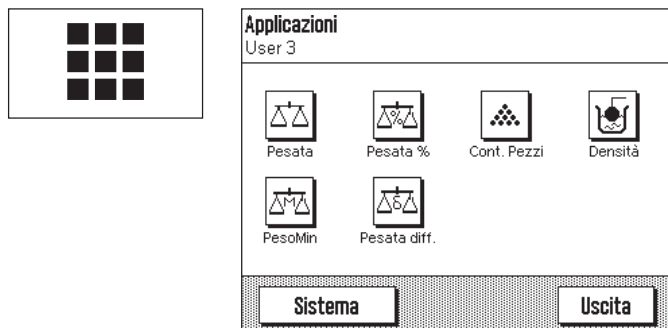 Applicazioni
User 3
Pesata Pesata % Cont. Pezzi Densità
PesoMin Pesata diff.
Sistema Uscita